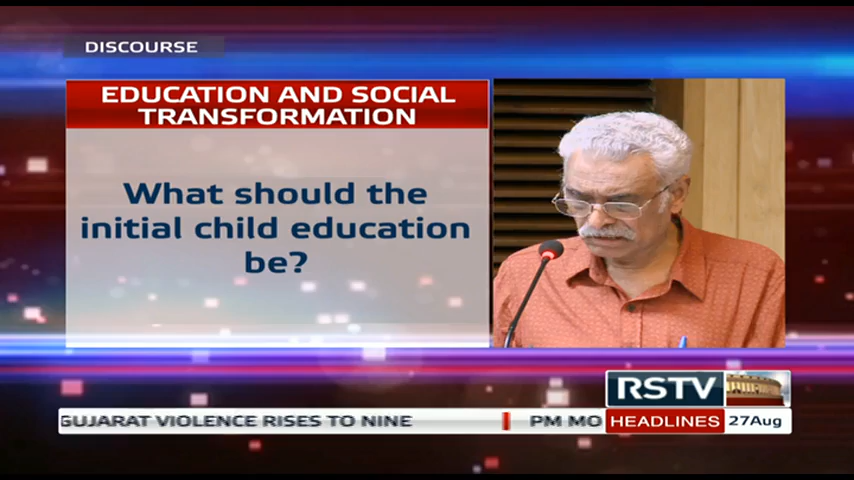 DISCOURSE
EDUCATION AND SOCIAL
TRANSFORMATION
What should the
initial child education
be?
RSTV
GUJARAT VIOLENCE RISES TO NINE
PM MO
HEADLINES
27Aug